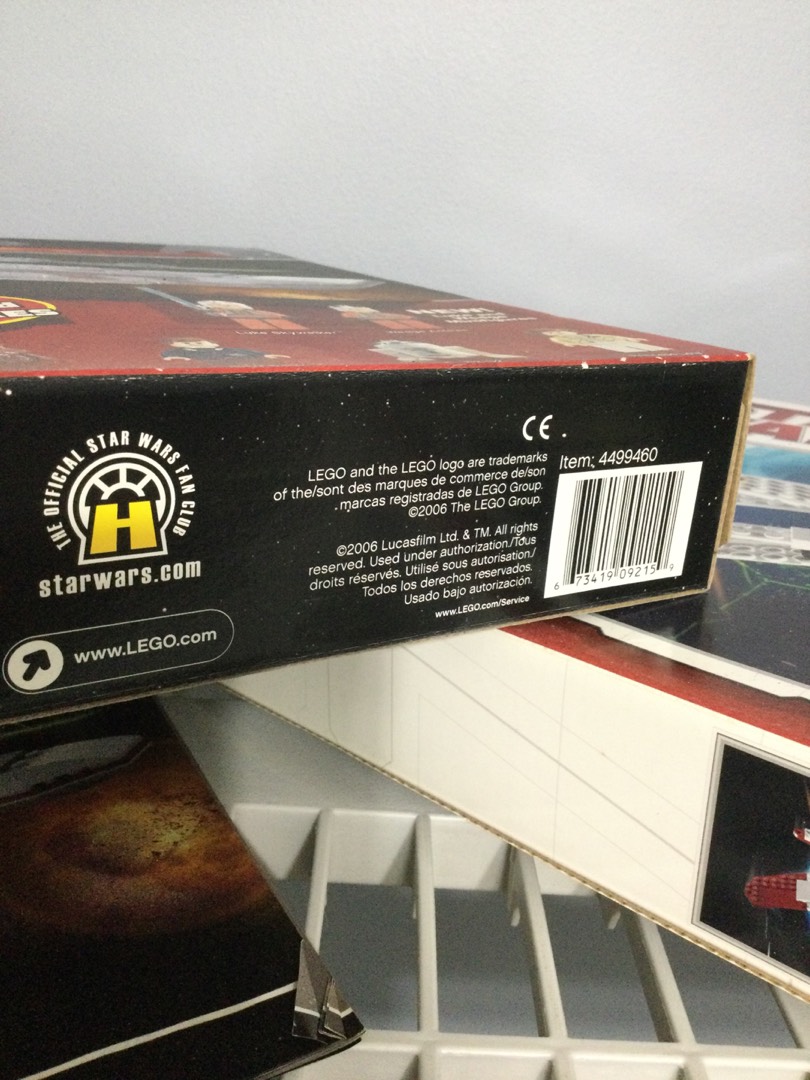 NEW!
THE OFFICIAL STAR WARS FAN CLUB
H
starwars.com
www.LEGO.com
CE
LEGO and the LEGO logo are trademarks
of the/sont des marques de commerce de/son
marcas registradas de LEGO Group.
©2006 The LEGO Group.
©2006 Lucasfilm Ltd. & TM. All rights
reserved. Used under authorization./Tous
droits réservés. Utilisé sous autorisation./
Todos los derechos reservados.
Usado bajo autorización.
www.LEGO.com/Service
Item: 4499460
6 73419 09215 9